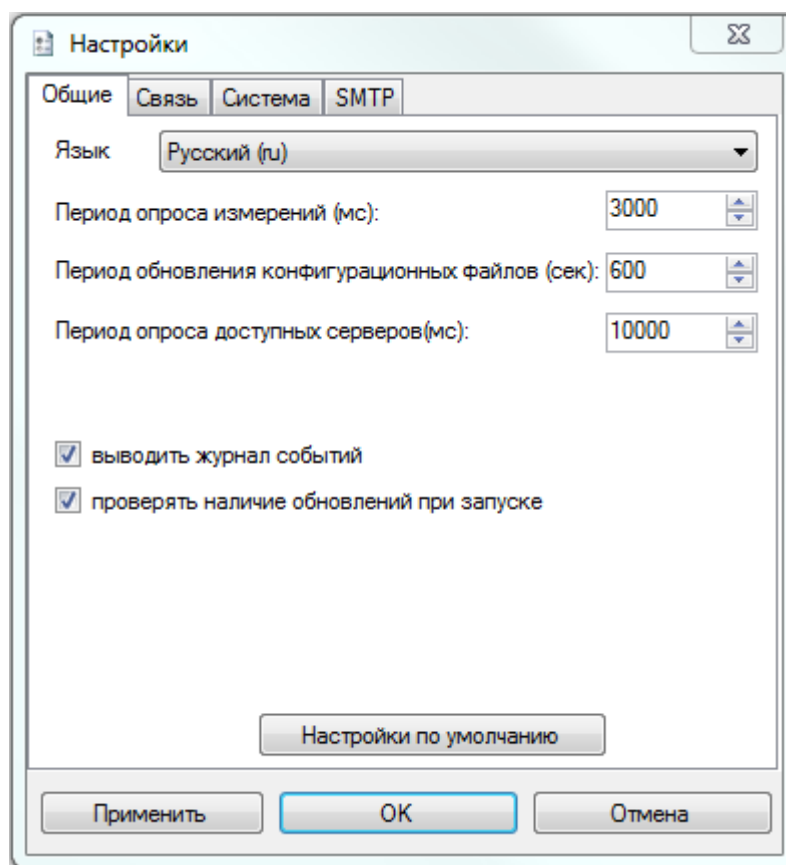 Настройки
Общие Связь Система SMTP
Язык Русский (ru)
Период опроса измерений (мс): 3000
Период обновления конфигурационных файлов (сек): 600
Период опроса доступных серверов(мс): 10000
выводить журнал событий
проверять наличие обновлений при запуске
Настройки по умолчанию
Применить OK Отмена